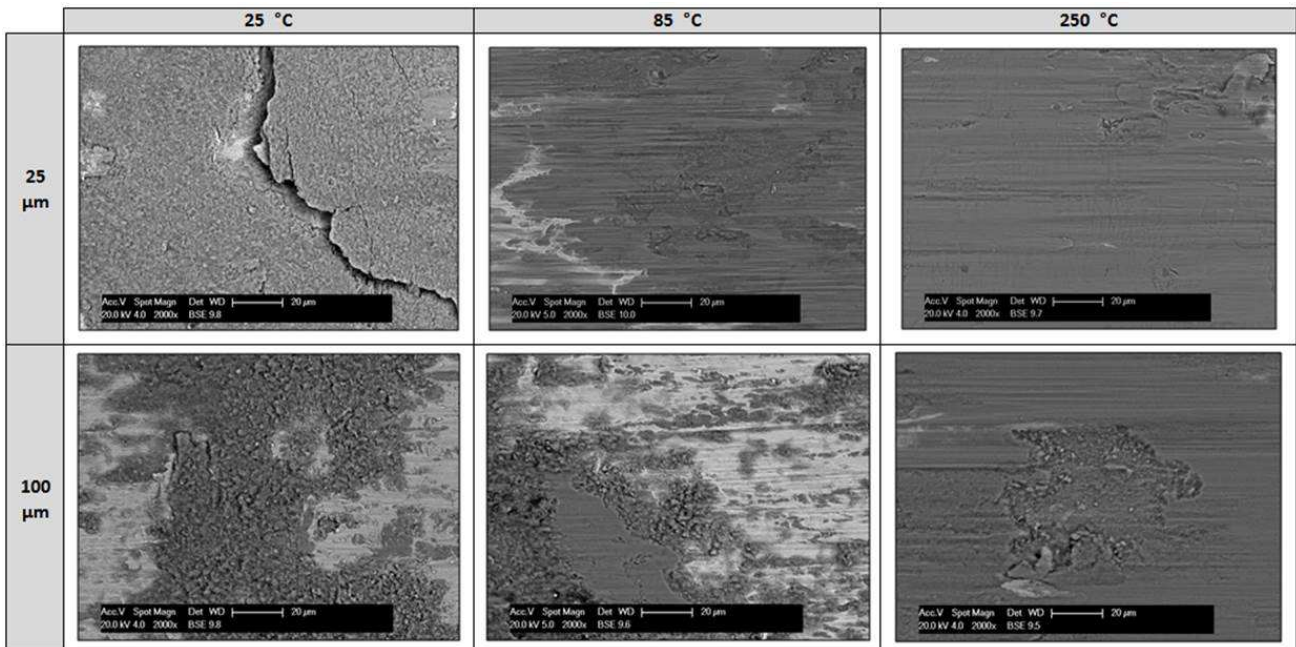 25 °C 85 °C 250 °C
25 μm
Acc.V Spot Magn Det WD 20 μm
20.0 kV 4.0 2000x BSE 9.8
Acc.V Spot Magn Det WD 20 μm
20.0 kV 5.0 2000x BSE 10.0
Acc.V Spot Magn Det WD 20 μm
20.0 kV 4.0 2000x BSE 9.7
100 μm
Acc.V Spot Magn Det WD 20 μm
20.0 kV 4.0 2000x BSE 9.8
Acc.V Spot Magn Det WD 20 μm
20.0 kV 5.0 2000x BSE 9.6
Acc.V Spot Magn Det WD 20 μm
20.0 kV 4.0 2000x BSE 9.5